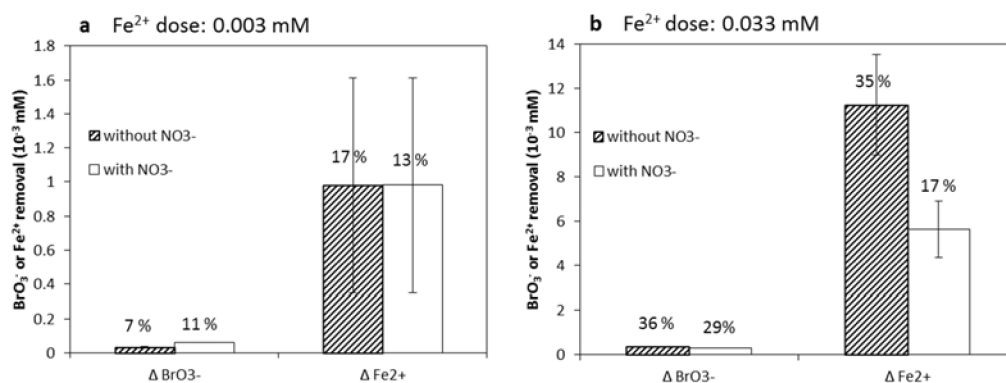 a Fe²⁺ dose: 0.003 mM
BrO₃⁻ or Fe²⁺ removal (10⁻³ mM)
1.8
1.6
1.4
1.2
1
0.8
0.6
0.4
0.2
0
without NO3-
with NO3-
7 %
11 %
17 %
13 %
Δ BrO3-
Δ Fe2+
b Fe²⁺ dose: 0.033 mM
BrO₃⁻ or Fe²⁺ removal (10⁻³ mM)
14
12
10
8
6
4
2
0
without NO3-
with NO3-
36 %
29%
35 %
17 %
Δ BrO3-
Δ Fe2+